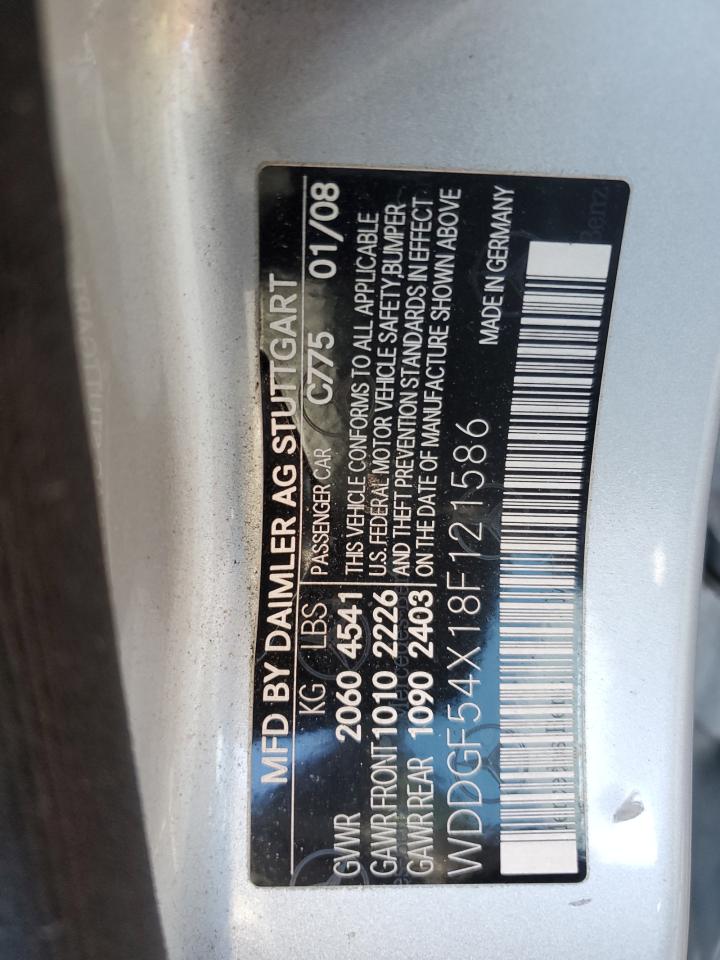 MFD BY DAIMLER AG STUTTGART
KG LBS PASSENGER CAR C775 01/08
GVWR 2060 4541 THIS VEHICLE CONFORMS TO ALL APPLICABLE
GAWR FRONT 1010 2226 U.S. FEDERAL MOTOR VEHICLE SAFETY,BUMPER
GAWR REAR 1090 2403 AND THEFT PREVENTION STANDARDS IN EFFECT
ON THE DATE OF MANUFACTURE SHOWN ABOVE
WDDGF54X18F121586 MADE IN GERMANY